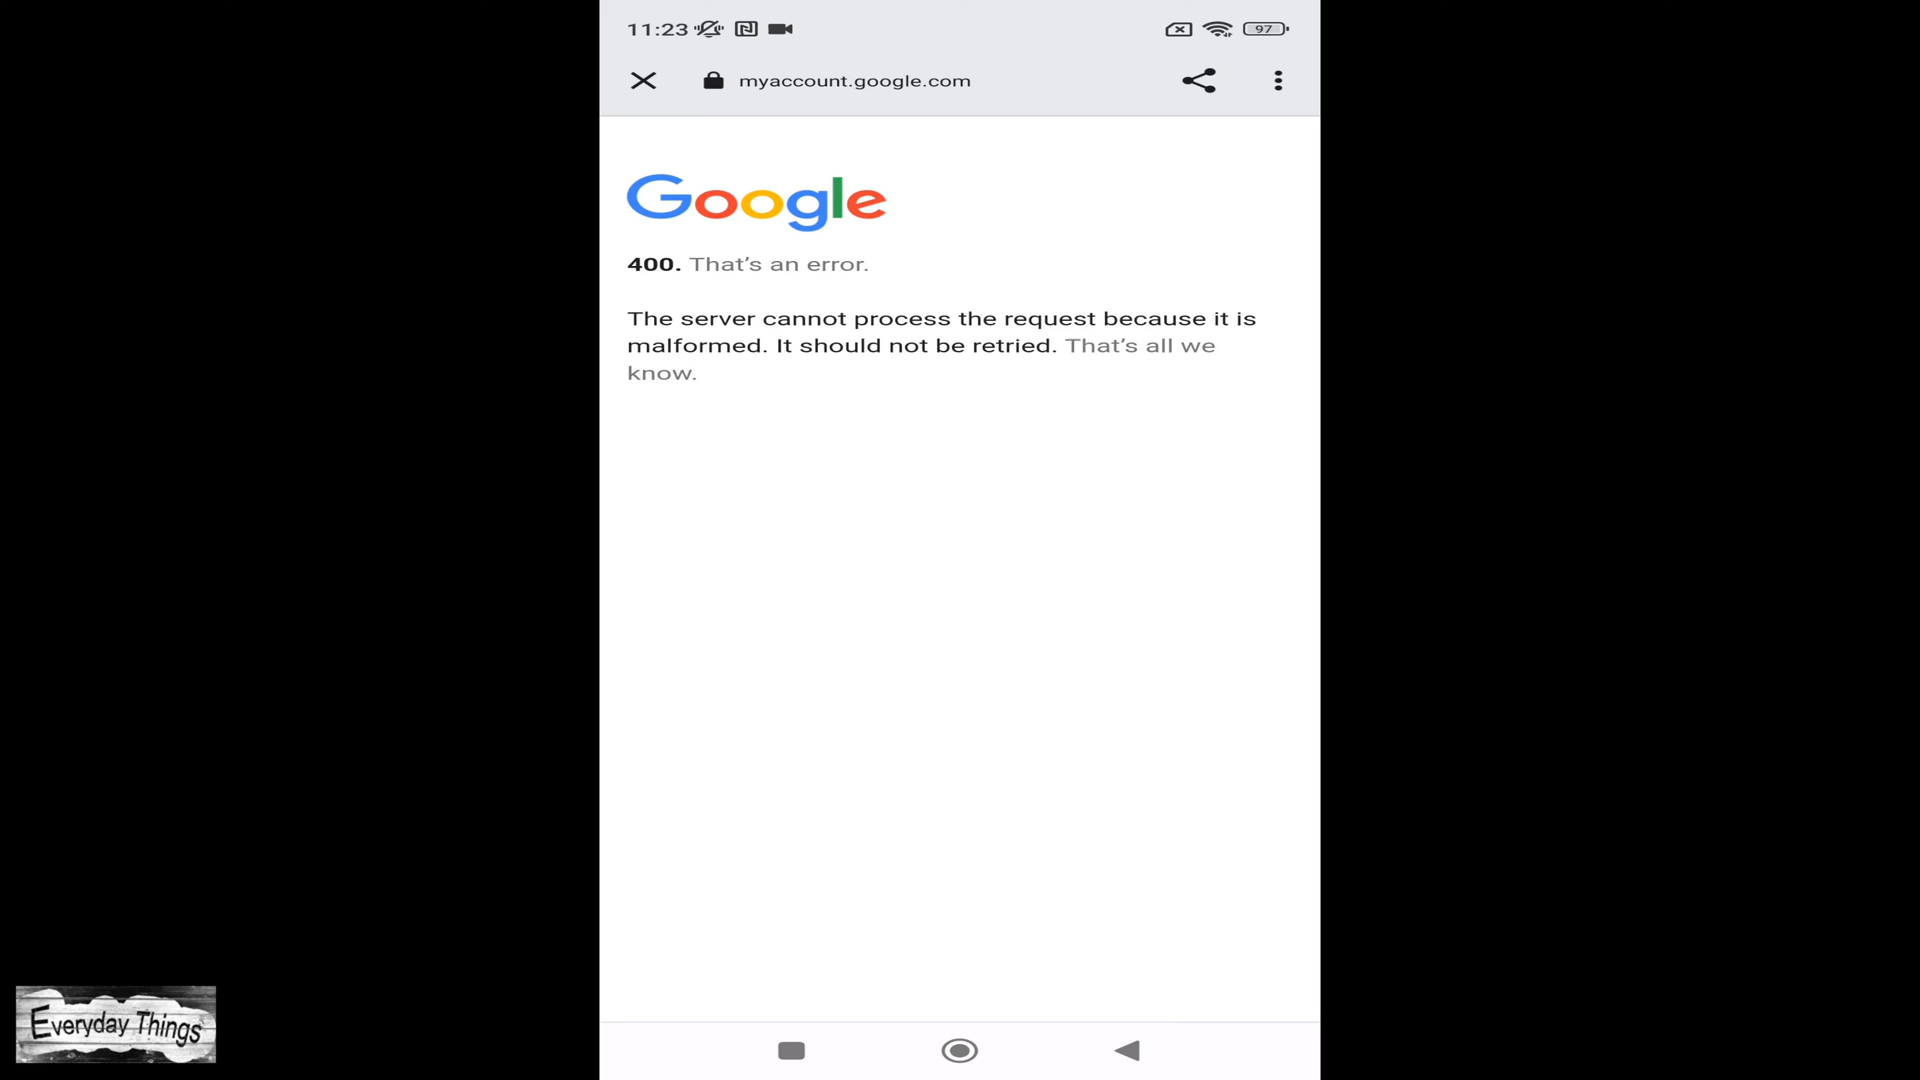 11:23
97
myaccount.google.com
Google
400. That’s an error.
The server cannot process the request because it is
malformed. It should not be retried. That’s all we
know.
Everyday Things